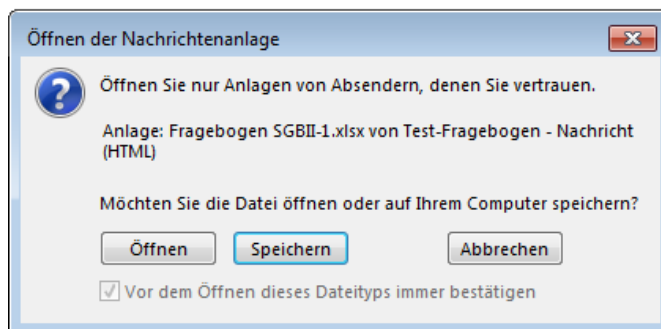 Öffnen der Nachrichtenanlage
Öffnen Sie nur Anlagen von Absendern, denen Sie vertrauen.
Anlage: Fragebogen SGBII-1.xlsx von Test-Fragebogen - Nachricht
(HTML)
Möchten Sie die Datei öffnen oder auf Ihrem Computer speichern?
Öffnen Speichern Abbrechen
Vor dem Öffnen dieses Dateityps immer bestätigen